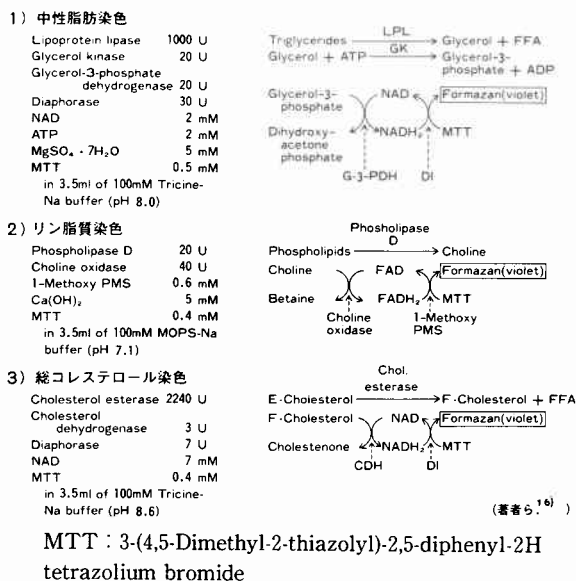 1) 中性脂肪染色
Lipoprotein lipase 1000 U
Glycerol kinase 20 U
Glycerol-3-phosphate
dehydrogenase 20 U
Diaphorase 30 U
NAD 2 mM
ATP 2 mM
MgSO₄・7H₂O 5 mM
MTT 0.5 mM
in 3.5ml of 100mM Tricine-
Na buffer (pH 8.0)
LPL
Triglycerides Glycerol + FFA
GK
Glycerol + ATP Glycerol-3-
phosphate + ADP
Glycerol-3-
phosphate
NAD Formazan(violet)
Dihydroxy-
acetone
phosphate
NADH₂ MTT
G-3-PDH DI
2) リン脂質染色
Phospholipase D 20 U
Choline oxidase 40 U
1-Methoxy PMS 0.6 mM
Ca(OH)₂ 5 mM
MTT 0.4 mM
in 3.5ml of 100mM MOPS-Na
buffer (pH 7.1)
Phosholipase
D
Phospholipids Choline
Choline FAD Formazan(violet)
Betaine FADH₂ MTT
Choline
oxidase
1-Methoxy
PMS
3) 総コレステロール染色
Cholesterol esterase 2240 U
Cholesterol
dehydrogenase 3 U
Diaphorase 7 U
NAD 7 mM
MTT 0.4 mM
in 3.5ml of 100mM Tricine-
Na buffer (pH 8.6)
Chol.
esterase
E-Cholesterol F-Cholesterol + FFA
F-Cholesterol NAD Formazan(violet)
Cholestenone NADH₂ MTT
CDH DI
(著者ら.¹⁶⁾ )
MTT : 3-(4,5-Dimethyl-2-thiazolyl)-2,5-diphenyl-2H
tetrazolium bromide